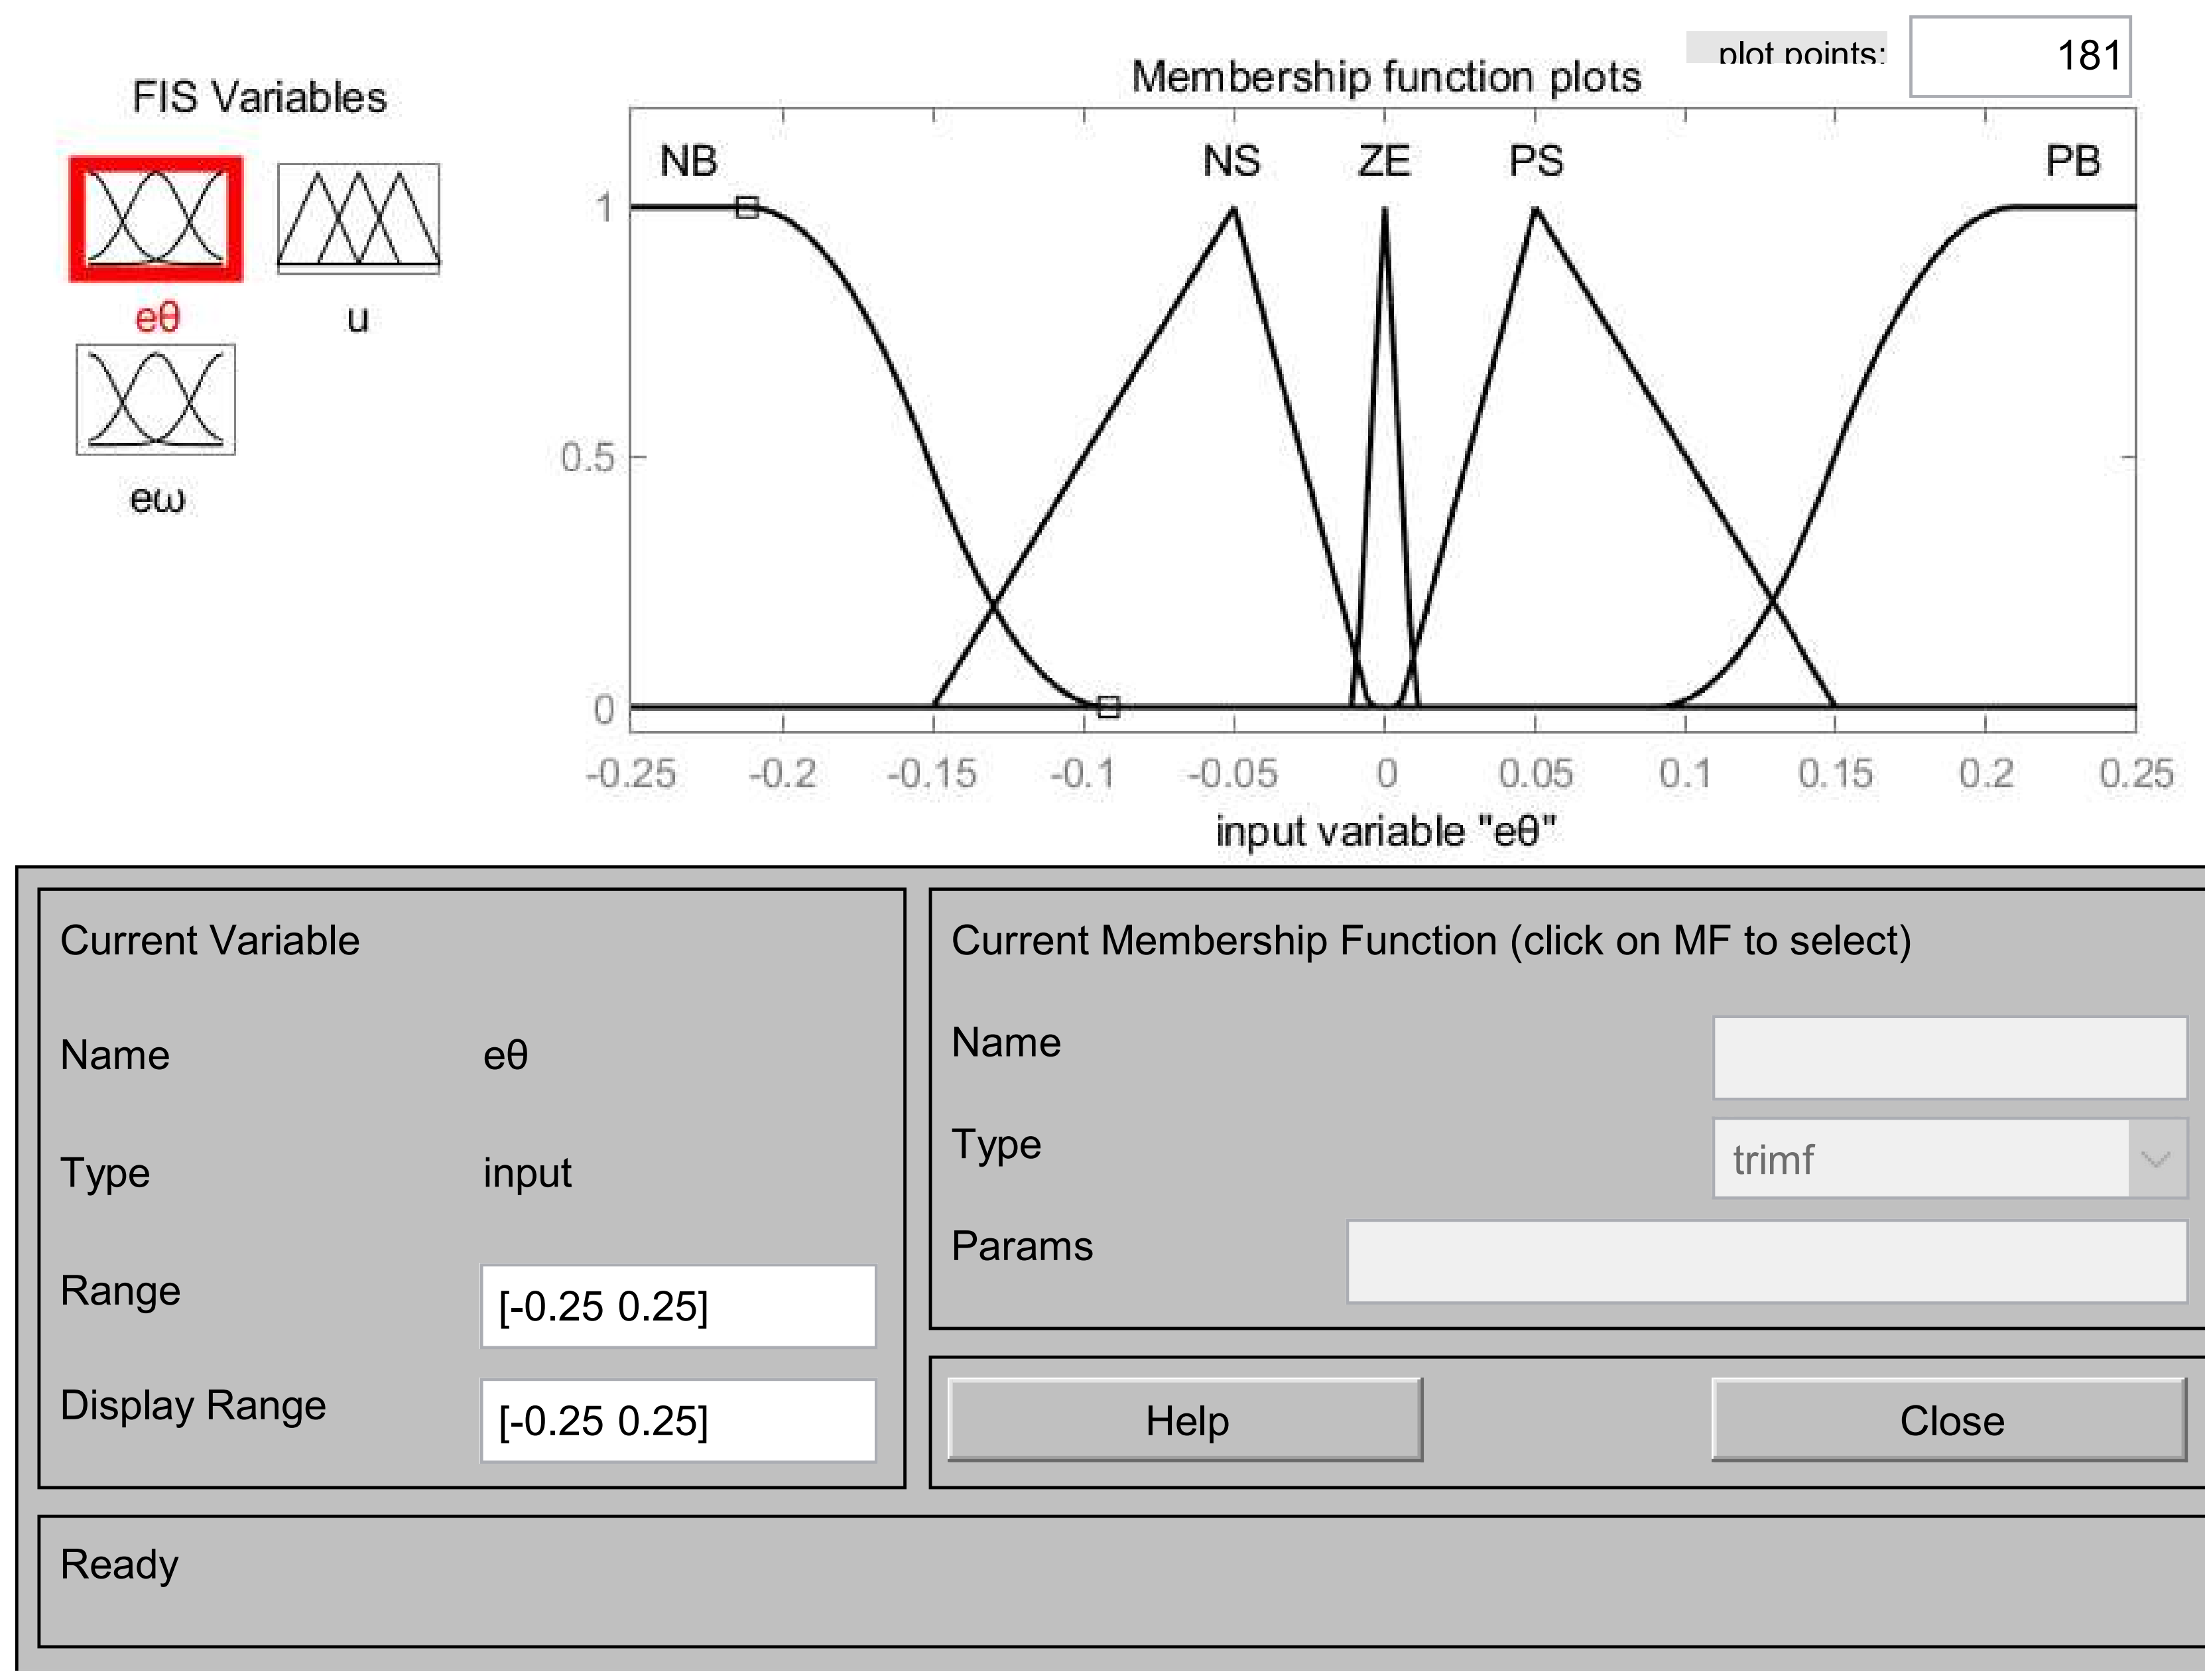 plot points: 181
FIS Variables
Membership function plots
eθ
u
eω
NB NS ZE PS PB
1
0.5
0
-0.25 -0.2 -0.15 -0.1 -0.05 0 0.05 0.1 0.15 0.2 0.25
input variable "eθ"
Current Variable
Name eθ
Type input
Range [-0.25 0.25]
Display Range [-0.25 0.25]
Current Membership Function (click on MF to select)
Name
Type trimf
Params
Help Close
Ready